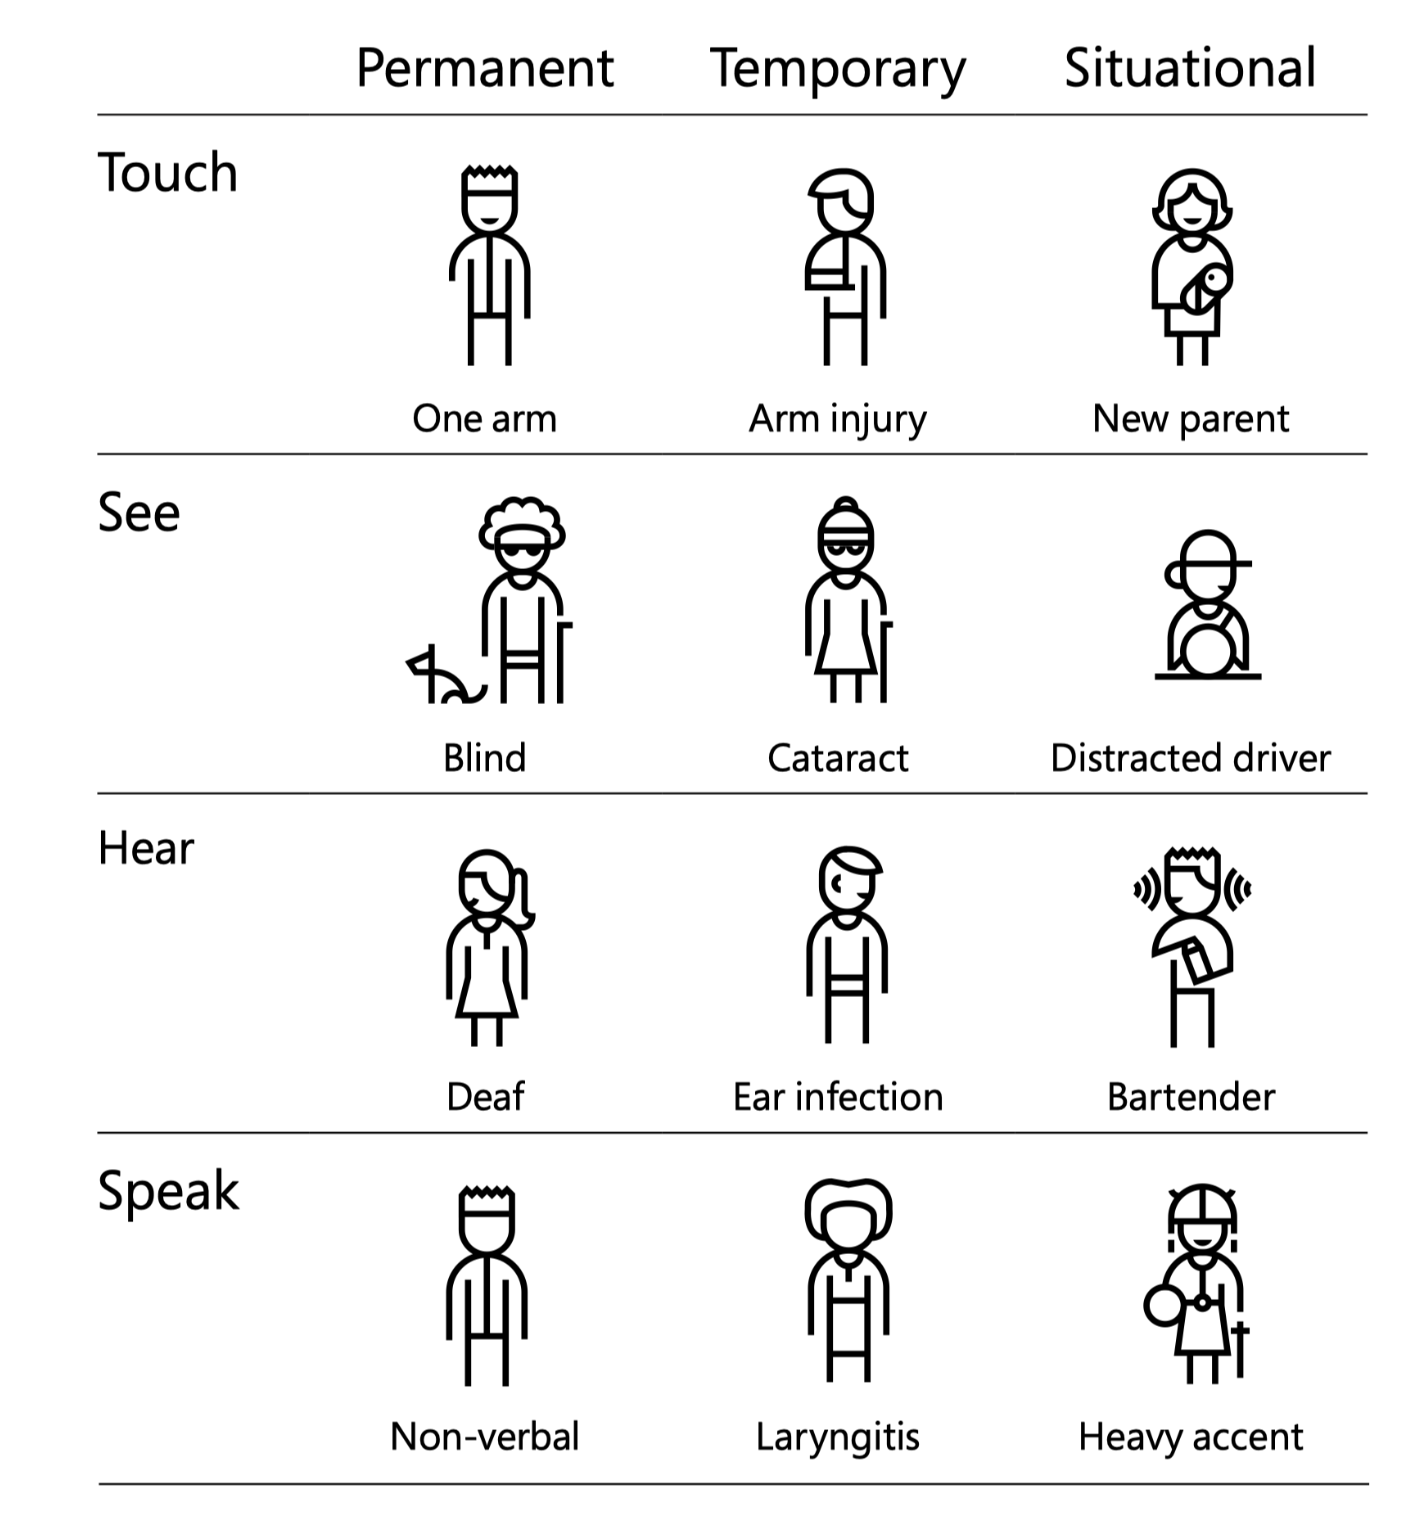 Permanent Temporary Situational
Touch
One arm Arm injury New parent
See
Blind Cataract Distracted driver
Hear
Deaf Ear infection Bartender
Speak
Non-verbal Laryngitis Heavy accent